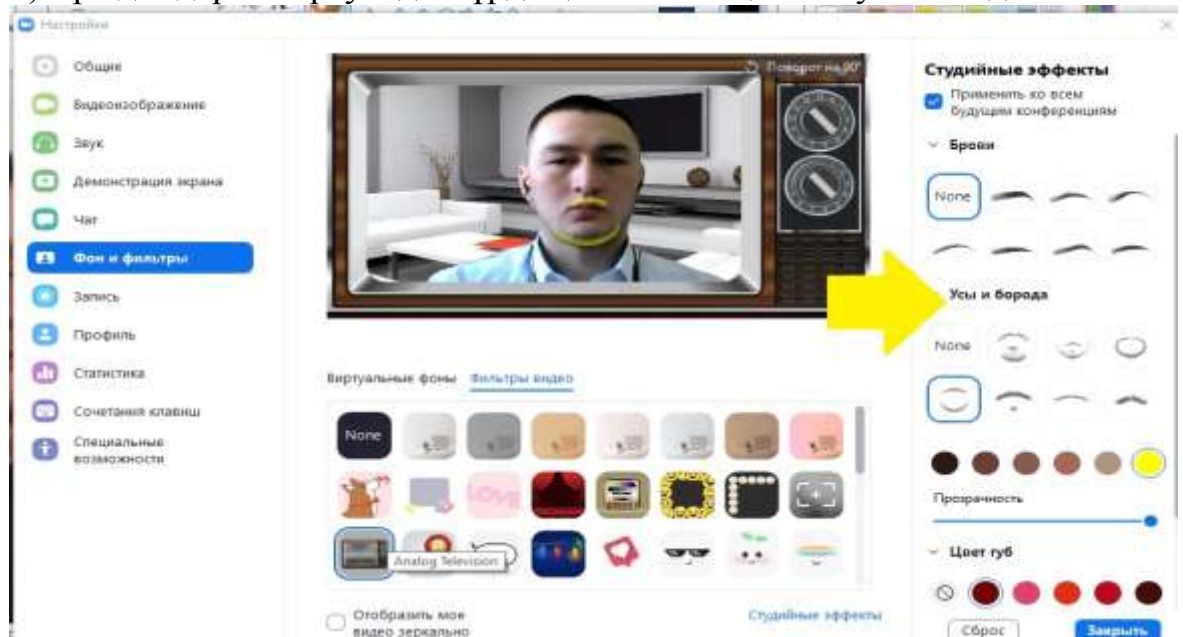 Настройки
Общие
Видеоизображение
Звук
Демонстрация экрана
Чат
Фон и фильтры
Запись
Профиль
Статистика
Сочетания клавиш
Специальные
возможности
Поворот на 90°
Виртуальные фоны Фильтры видео
None
LOVE
Analog Television
Отобразить мое
видео зеркально
Студийные эффекты
Студийные эффекты
Применить ко всем
будущим конференциям
Брови
None
Усы и борода
None
Прозрачность
Цвет губ
Сброс
Закрыть